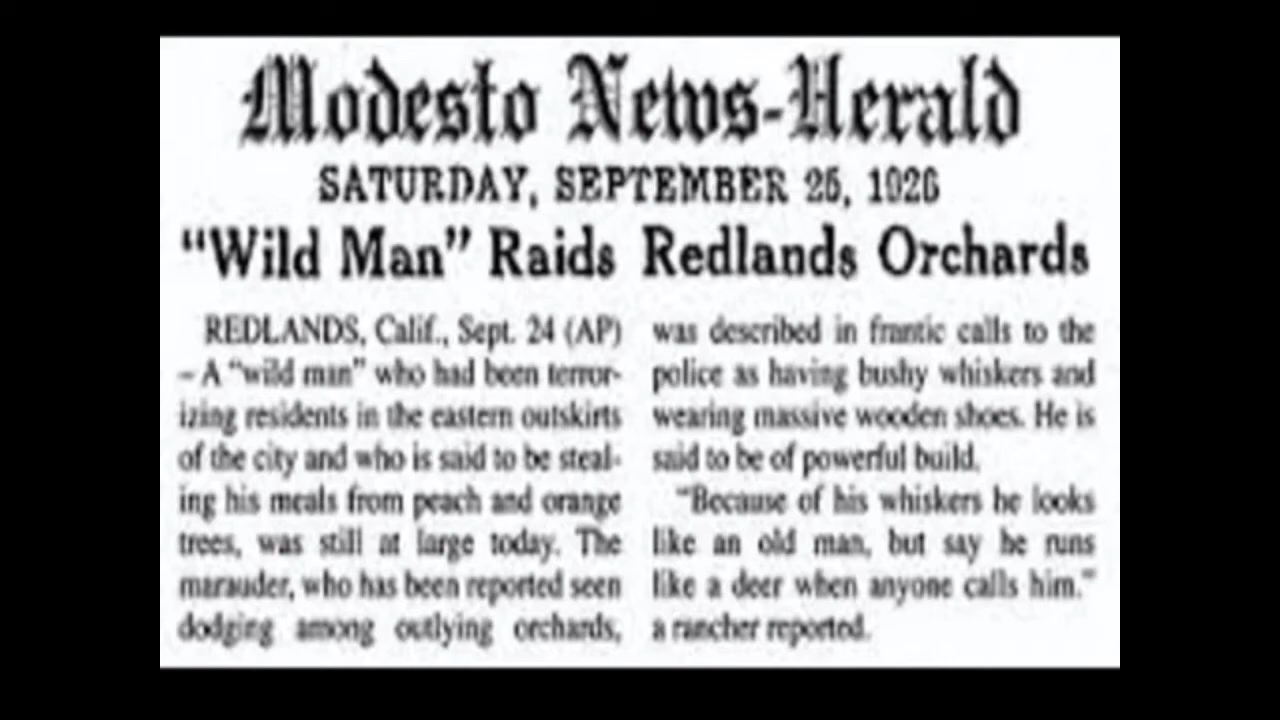 Modesto News-Herald
SATURDAY, SEPTEMBER 25, 1926
“Wild Man” Raids Redlands Orchards
REDLANDS, Calif., Sept. 24 (AP)
– A “wild man” who had been terror-
izing residents in the eastern outskirts
of the city and who is said to be steal-
ing his meals from peach and orange
trees, was still at large today. The
marauder, who has been reported seen
dodging among outlying orchards,
was described in frantic calls to the
police as having bushy whiskers and
wearing massive wooden shoes. He is
said to be of powerful build.
“Because of his whiskers he looks
like an old man, but say he runs
like a deer when anyone calls him.”
a rancher reported.